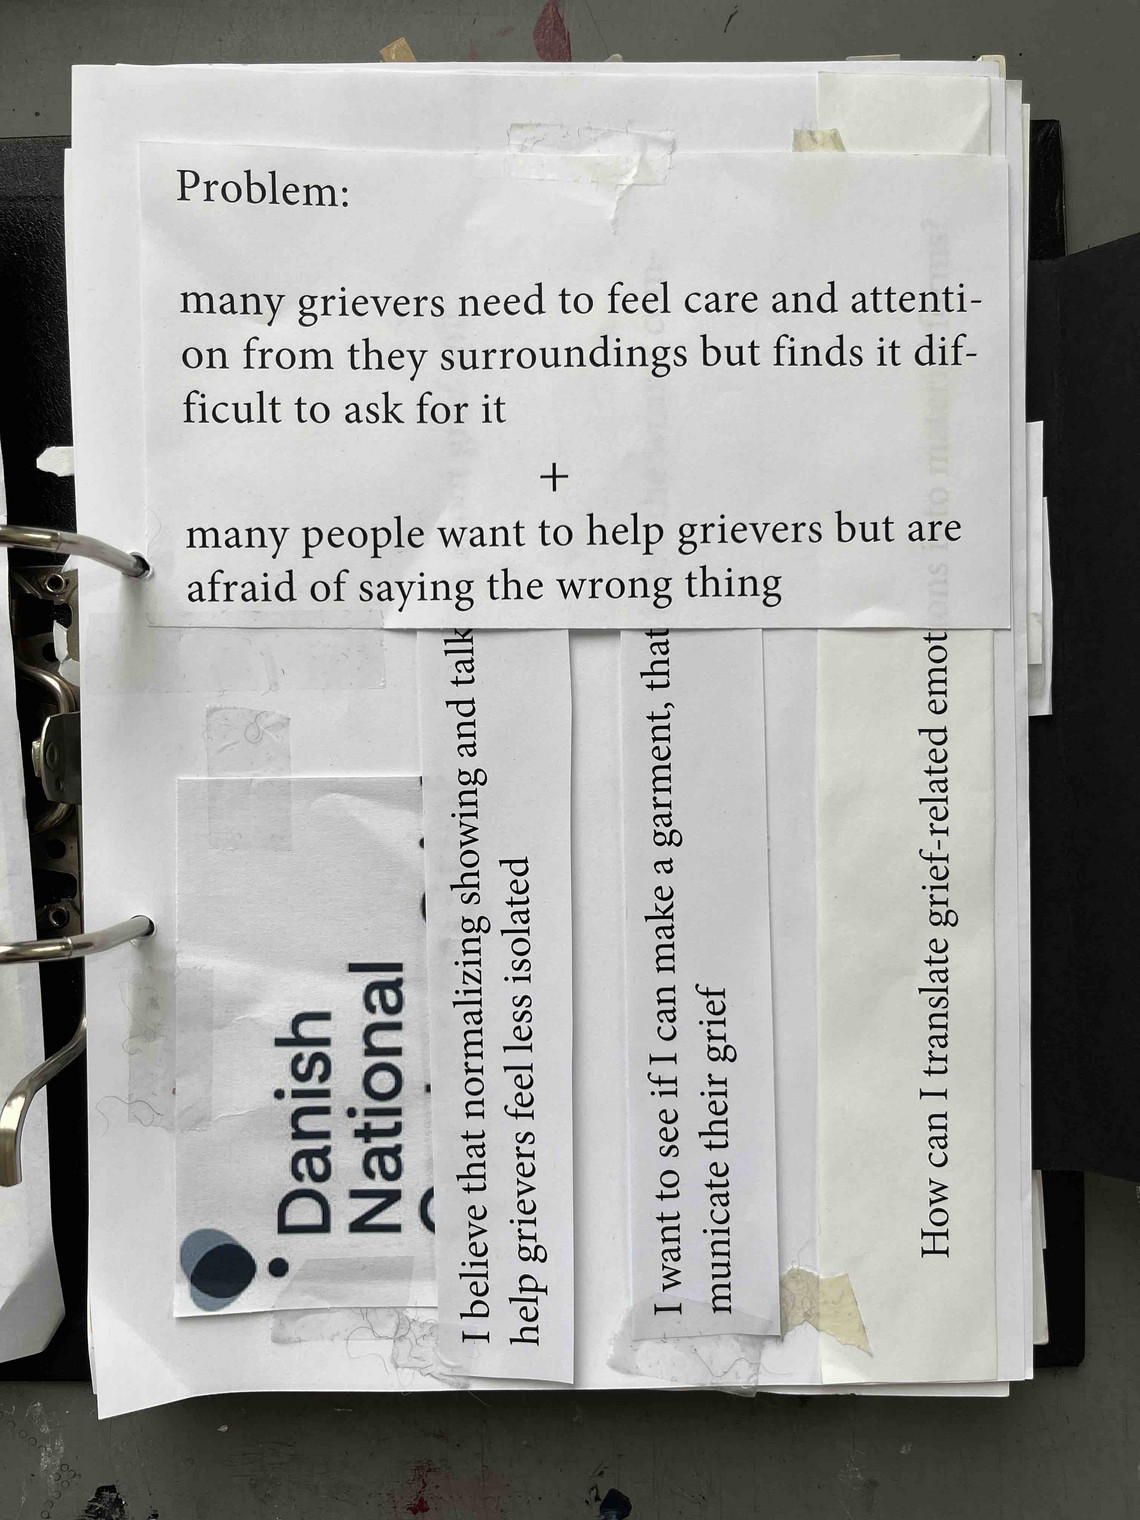 Problem:
many grievers need to feel care and attenti-
on from they surroundings but finds it dif-
ficult to ask for it
+
many people want to help grievers but are
afraid of saying the wrong thing
Danish
National
I believe that normalizing showing and talk
help grievers feel less isolated
I want to see if I can make a garment, that
municate their grief
How can I translate grief-related emot